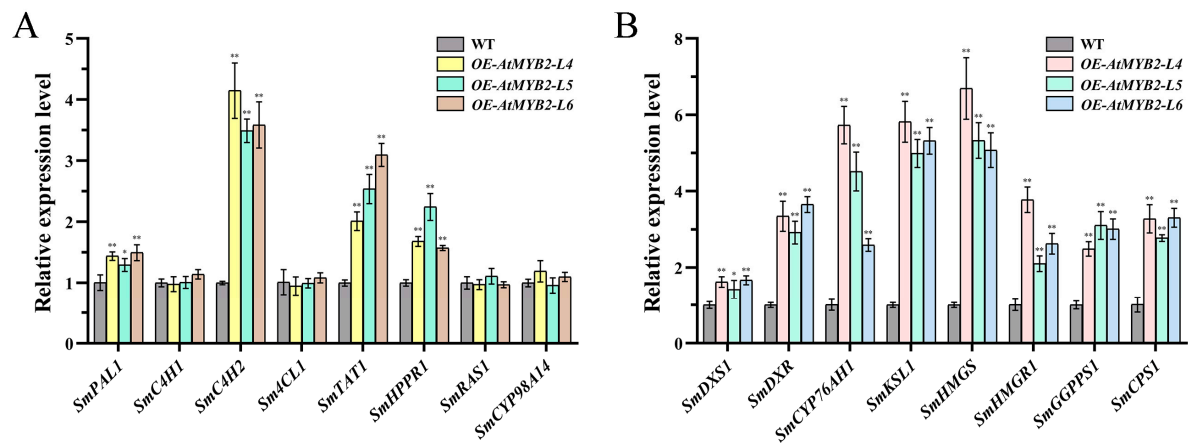 A
Relative expression level
5
4
3
2
1
0
WT
OE-AtMYB2-L4
OE-AtMYB2-L5
OE-AtMYB2-L6
** * **
** ** **
** ** **
** ** **
SmPAL1
SmC4H1
SmC4H2
Sm4CL1
SmTAT1
SmHPPR1
SmRAS1
SmCYP98A14
B
Relative expression level
8
6
4
2
0
WT
OE-AtMYB2-L4
OE-AtMYB2-L5
OE-AtMYB2-L6
** * **
** ** **
** ** **
** ** **
** ** **
** ** **
** ** **
** ** **
SmDXS1
SmDXR
SmCYP76AH1
SmKSL1
SmHMGS
SmHMGR1
SmGGPPS1
SmCPS1